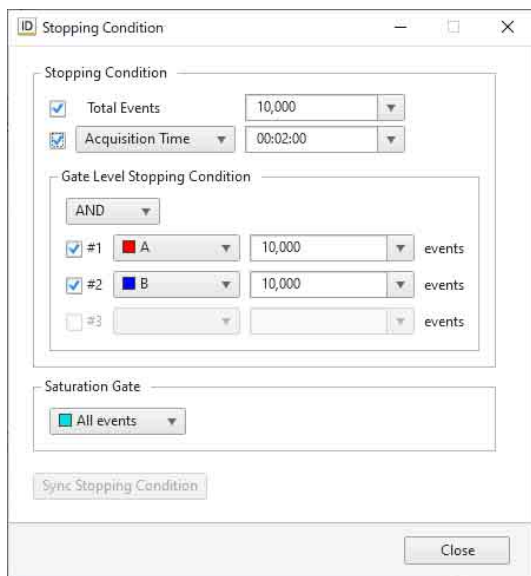 ID Stopping Condition
Stopping Condition
Total Events 10,000
Acquisition Time 00:02:00
Gate Level Stopping Condition
AND
#1 A 10,000 events
#2 B 10,000 events
#3 events
Saturation Gate
All events
Sync Stopping Condition
Close